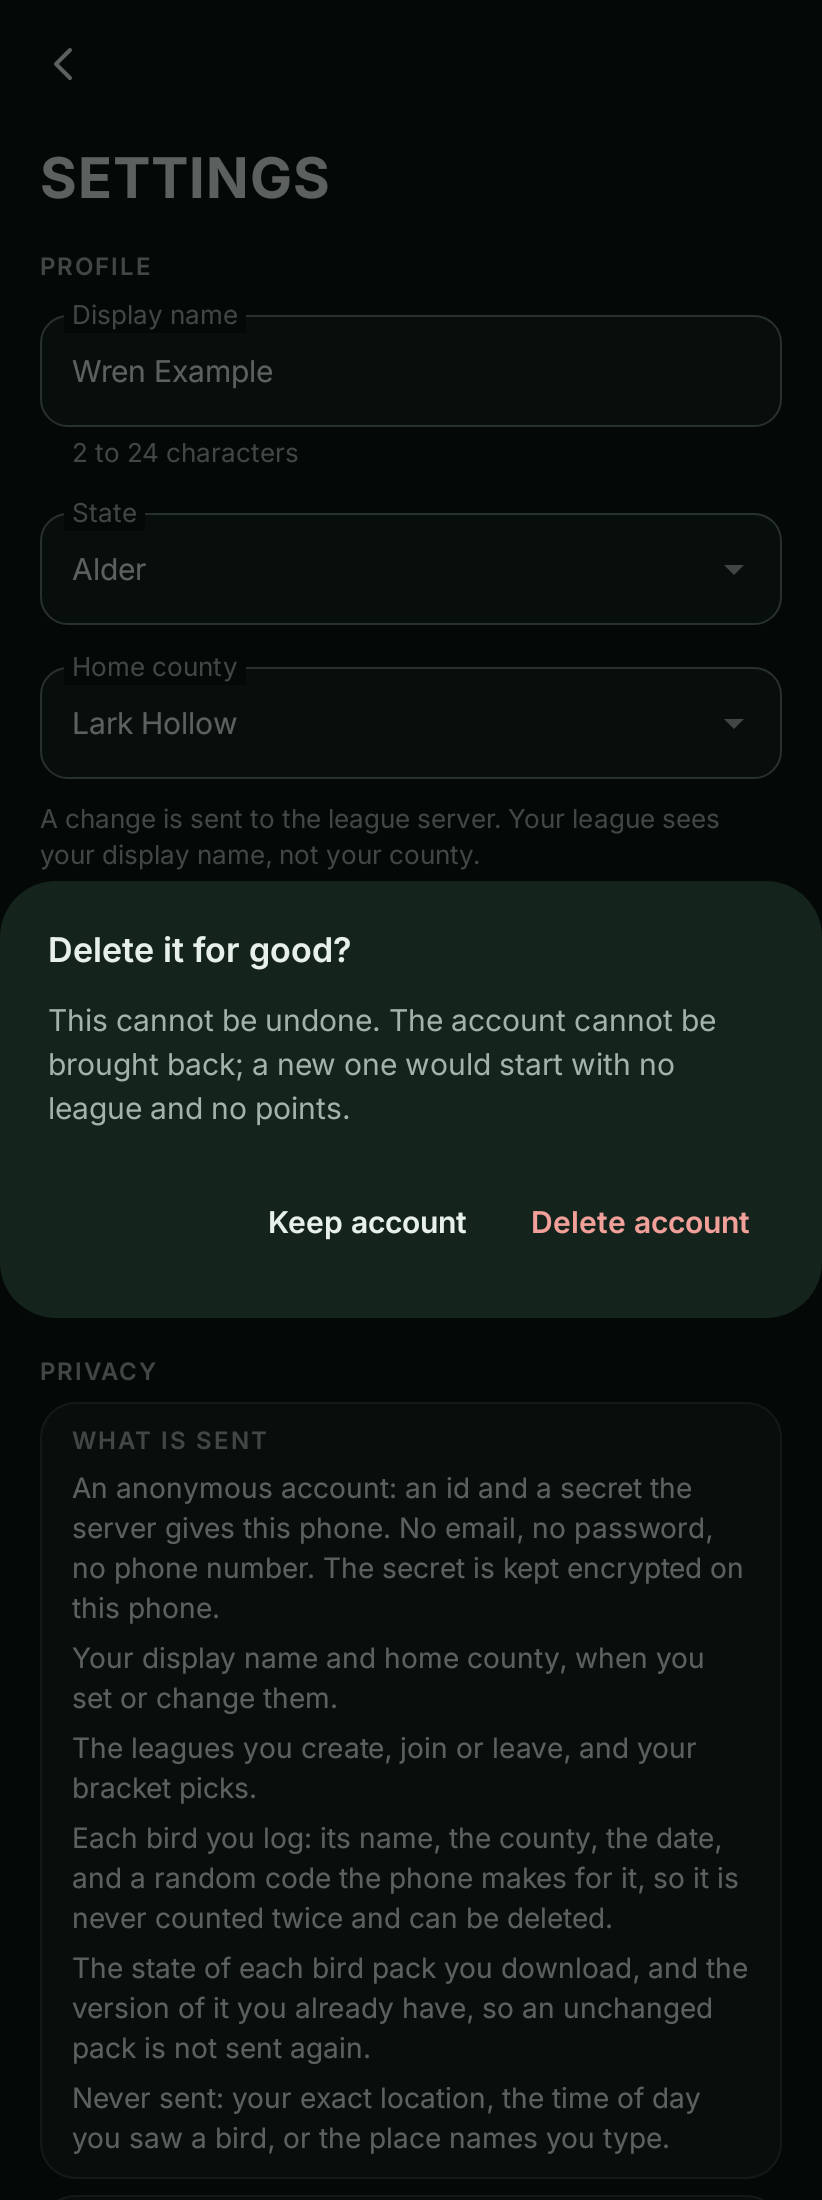 SETTINGS
PROFILE
Display name
Wren Example
2 to 24 characters
State
Alder
Home county
Lark Hollow
A change is sent to the league server. Your league sees
your display name, not your county.
Delete it for good?
This cannot be undone. The account cannot be
brought back; a new one would start with no
league and no points.
Keep account
Delete account
PRIVACY
WHAT IS SENT
An anonymous account: an id and a secret the
server gives this phone. No email, no password,
no phone number. The secret is kept encrypted on
this phone.
Your display name and home county, when you
set or change them.
The leagues you create, join or leave, and your
bracket picks.
Each bird you log: its name, the county, the date,
and a random code the phone makes for it, so it is
never counted twice and can be deleted.
The state of each bird pack you download, and the
version of it you already have, so an unchanged
pack is not sent again.
Never sent: your exact location, the time of day
you saw a bird, or the place names you type.